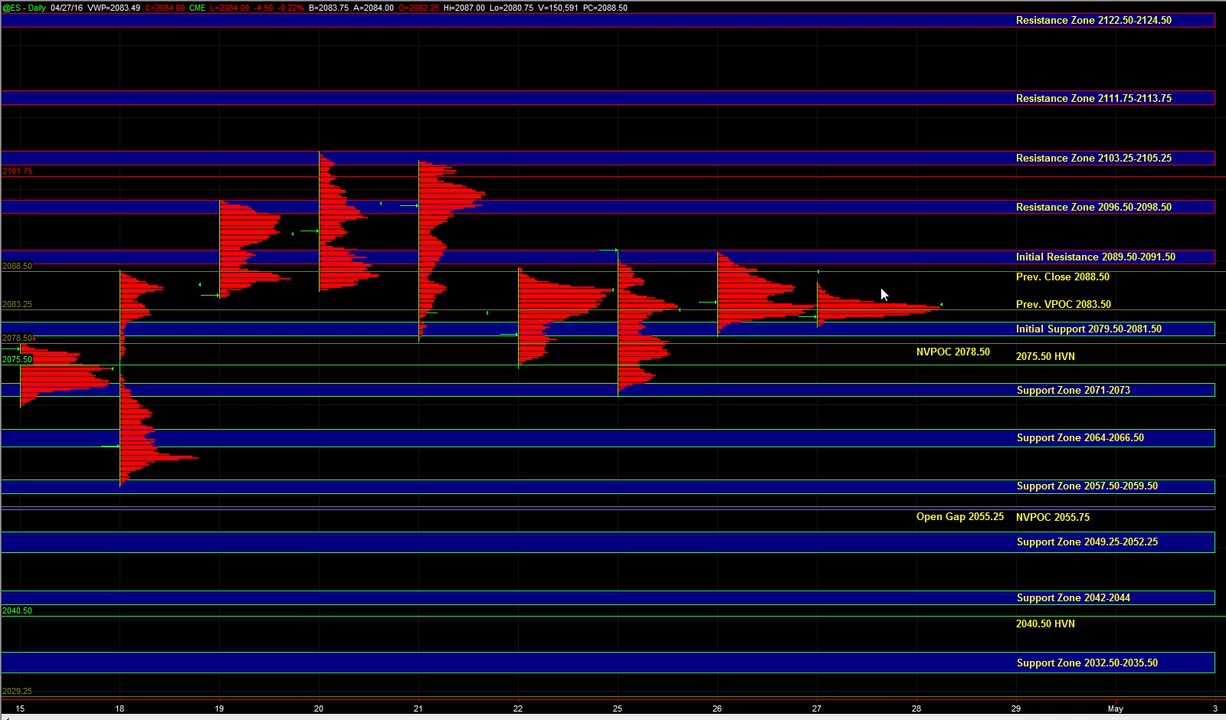 @ES - Daily 04/27/16 VWP=2083.49 C=2084.00 CME L=2084.00 -4.50 -0.22% B=2083.75 A=2084.00 O=2082.25 Hi=2087.00 Lo=2080.75 V=150,591 PC=2088.50
Resistance Zone 2122.50-2124.50
Resistance Zone 2111.75-2113.75
Resistance Zone 2103.25-2105.25
2101.75
Resistance Zone 2096.50-2098.50
Initial Resistance 2089.50-2091.50
2088.50
Prev. Close 2088.50
2083.25
Prev. VPOC 2083.50
Initial Support 2079.50-2081.50
2078.50
NVPOC 2078.50
2075.50 HVN
2075.50
Support Zone 2071-2073
Support Zone 2064-2066.50
Support Zone 2057.50-2059.50
Open Gap 2055.25 NVPOC 2055.75
Support Zone 2049.25-2052.25
Support Zone 2042-2044
2040.50
2040.50 HVN
Support Zone 2032.50-2035.50
2029.25
15 18 19 20 21 22 25 26 27 28 29 May 3